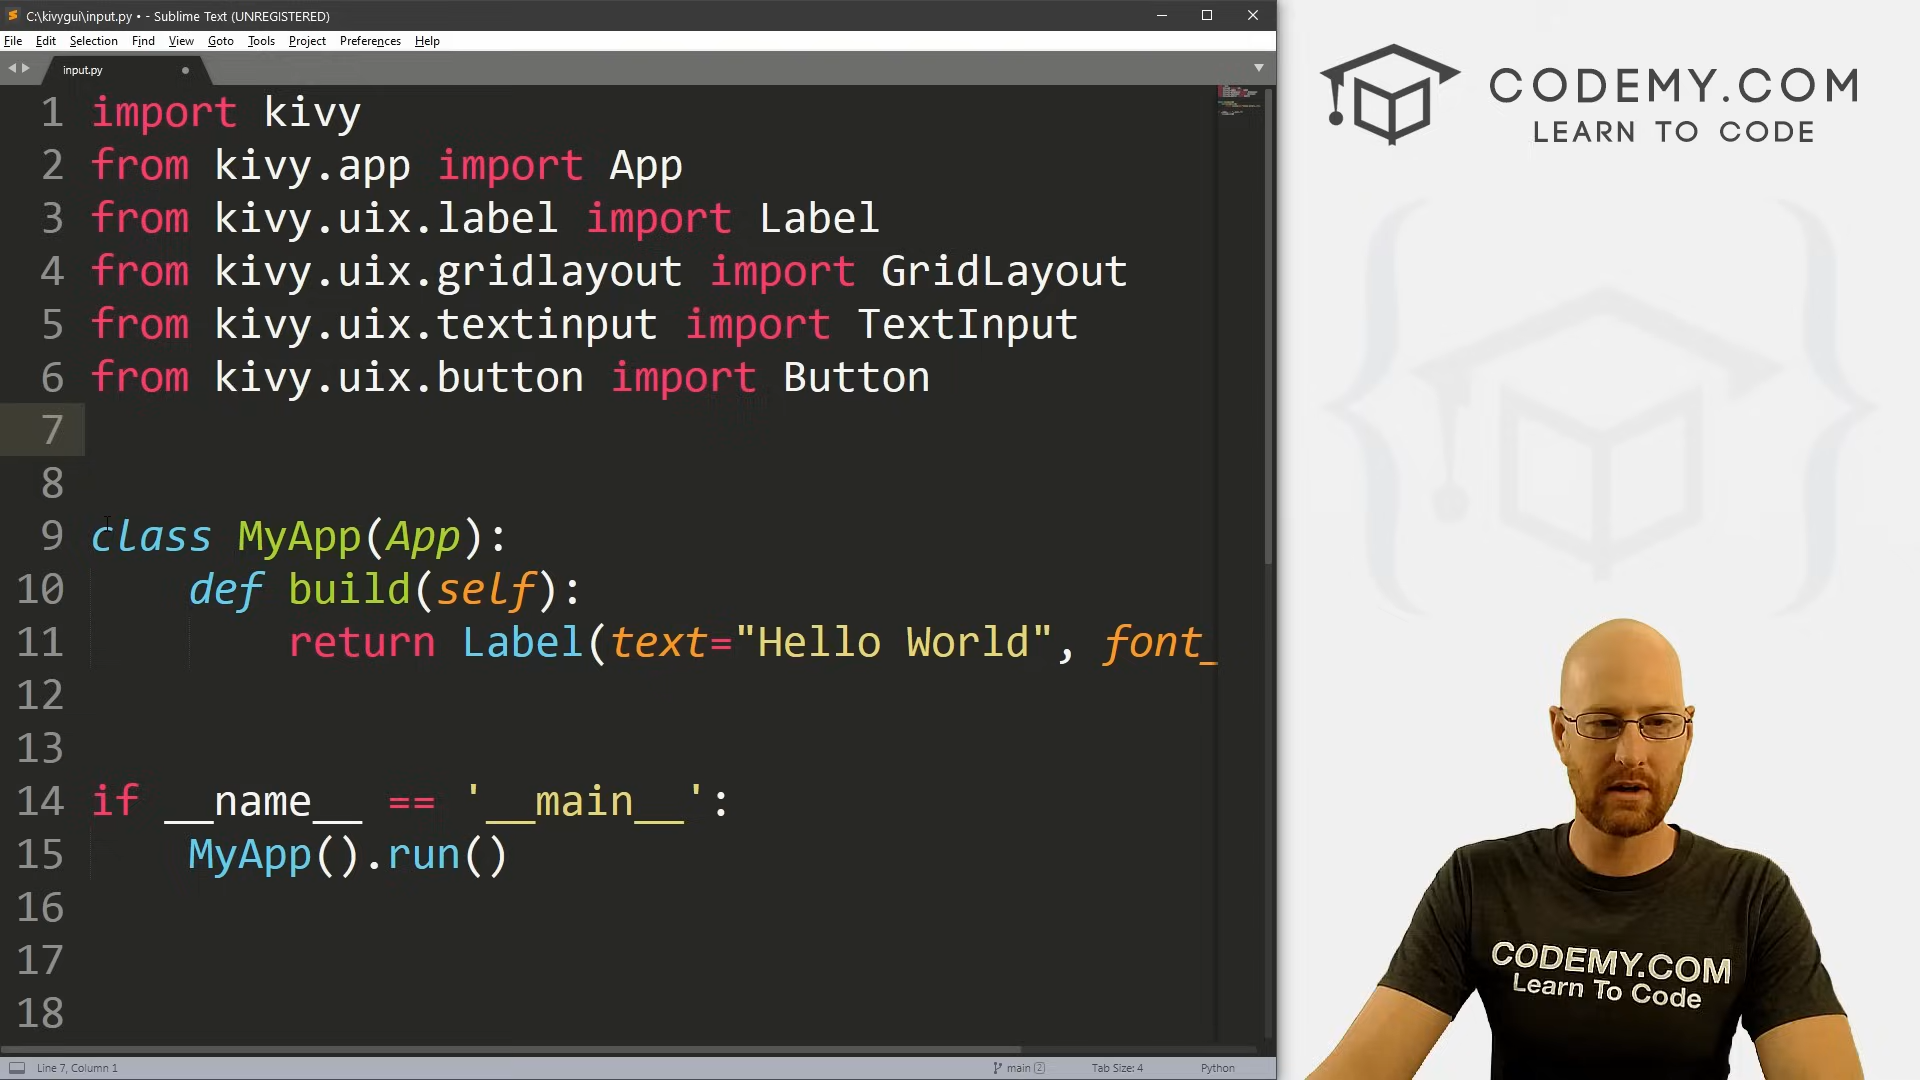 C:\kivygui\input.py • - Sublime Text (UNREGISTERED)
File Edit Selection Find View Goto Tools Project Preferences Help
input.py
1 import kivy
2 from kivy.app import App
3 from kivy.uix.label import Label
4 from kivy.uix.gridlayout import GridLayout
5 from kivy.uix.textinput import TextInput
6 from kivy.uix.button import Button
7
8
9 class MyApp(App):
10 def build(self):
11 return Label(text="Hello World", font_
12
13
14 if __name__ == '__main__':
15 MyApp().run()
16
17
18
Line 7, Column 1 main 2 Tab Size: 4 Python
CODEMY.COM
LEARN TO CODE
CODEMY.COM
Learn To Code